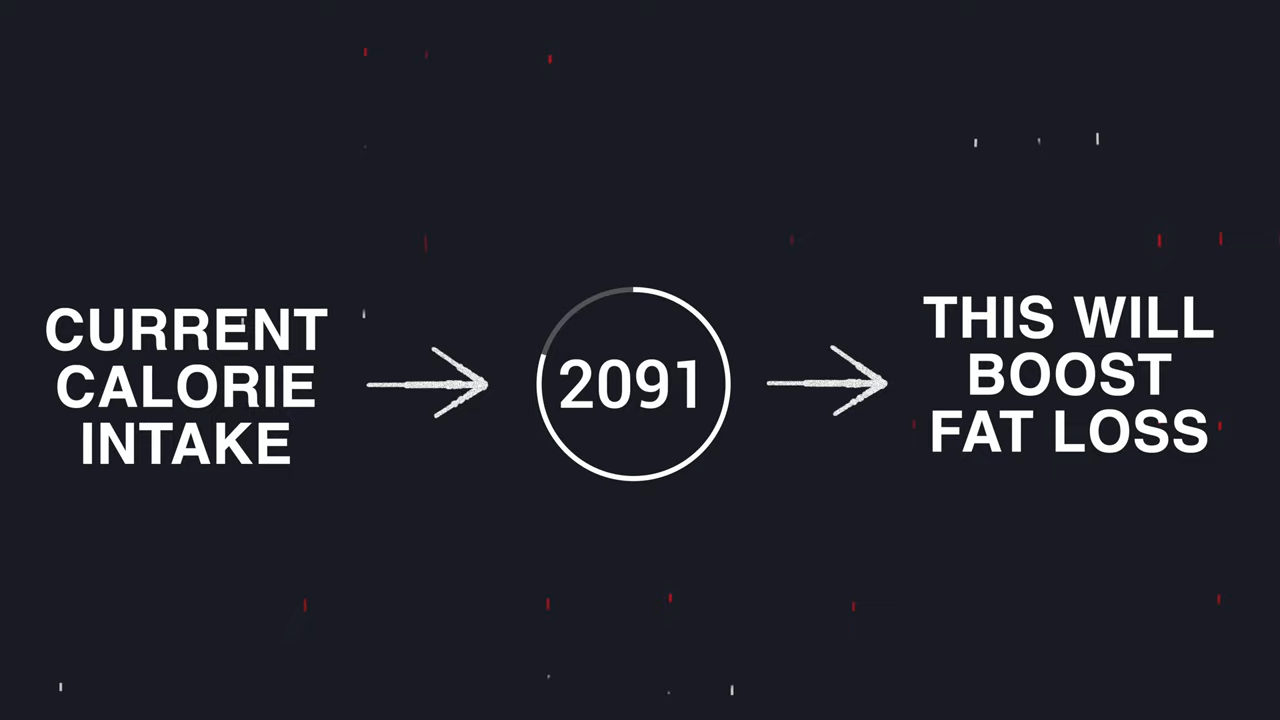 CURRENT
CALORIE
INTAKE
2091
THIS WILL
BOOST
FAT LOSS